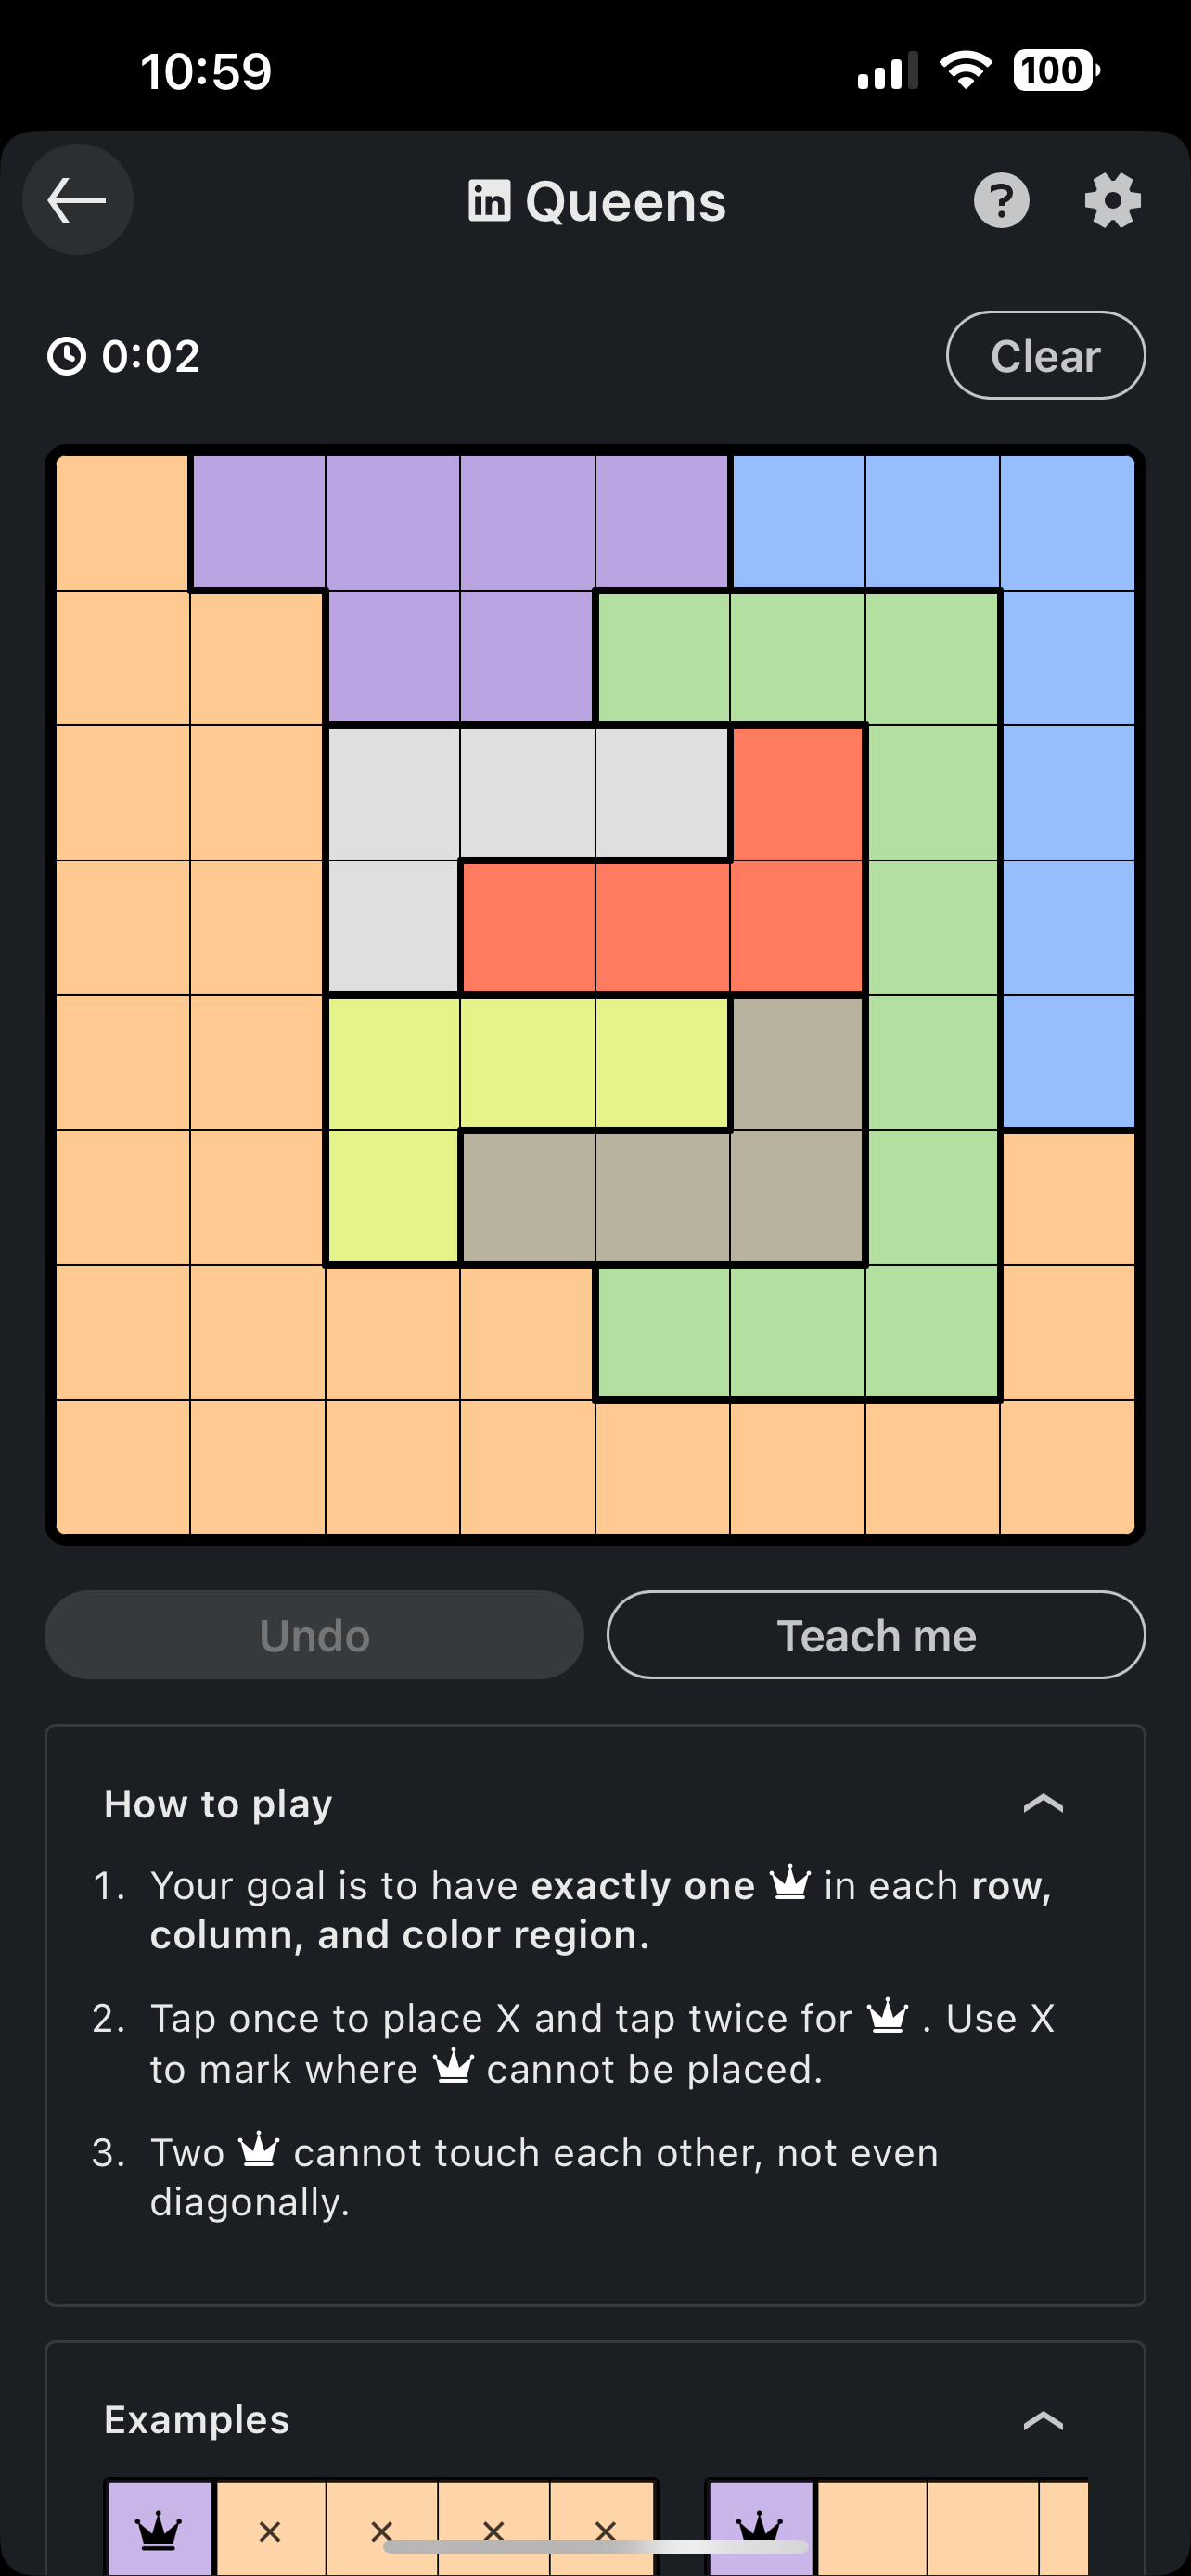 10:59
100
in Queens
?
0:02
Clear
Undo
Teach me
How to play
1. Your goal is to have exactly one in each row,
column, and color region.
2. Tap once to place X and tap twice for . Use X
to mark where cannot be placed.
3. Two cannot touch each other, not even
diagonally.
Examples
× × × ×